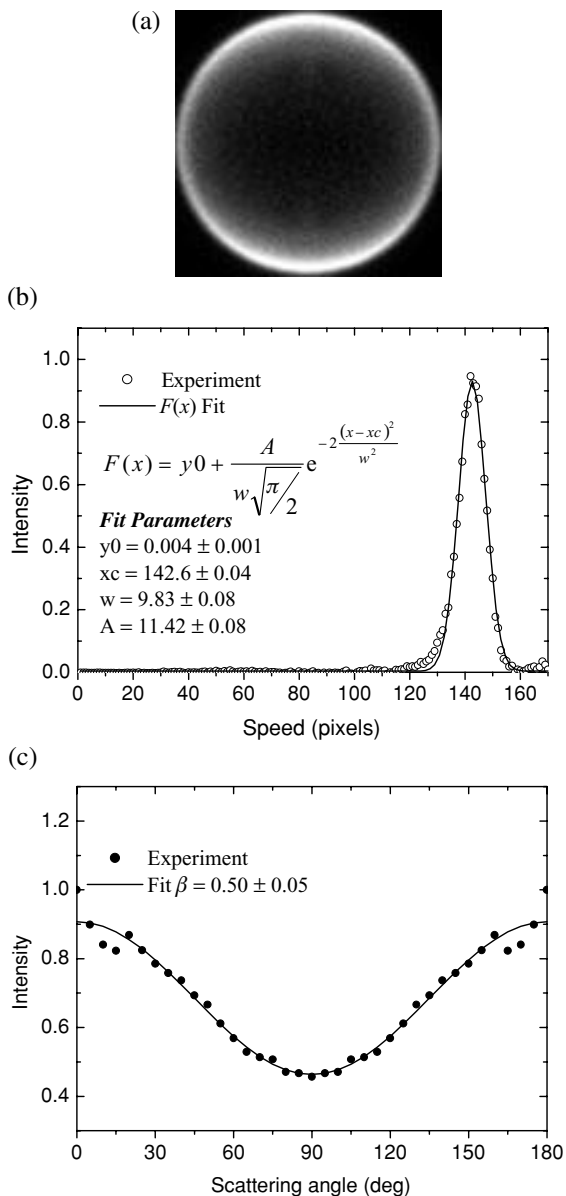 (a)
(b)
1.0
0.8
0.6
0.4
0.2
0.0
Intensity
Experiment
F(x) Fit
F(x) = y0 + A / (w√(π/2)) e^(-2 (x−xc)² / w²)
Fit Parameters
y0 = 0.004 ± 0.001
xc = 142.6 ± 0.04
w = 9.83 ± 0.08
A = 11.42 ± 0.08
1 20 40 60 80 100 120 140 160
Speed (pixels)
(c)
1.2
1.0
0.8
0.6
0.4
Intensity
Experiment
Fit β = 0.50 ± 0.05
0 30 60 90 120 150 180
Scattering angle (deg)